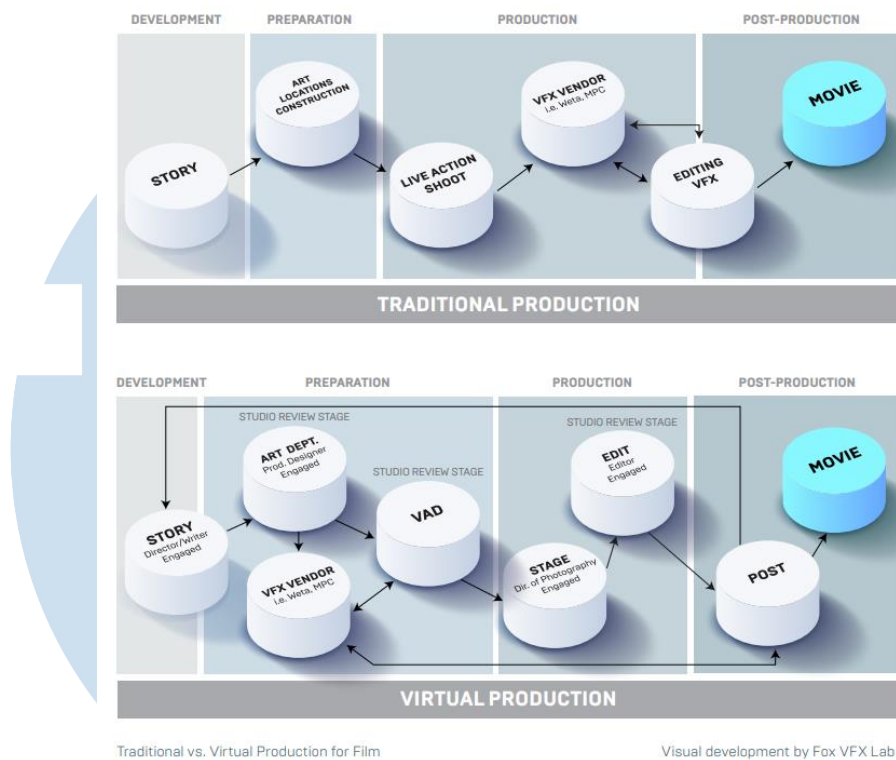 DEVELOPMENT
PREPARATION
PRODUCTION
POST-PRODUCTION
STORY
ART
LOCATIONS
CONSTRUCTION
LIVE ACTION
SHOOT
VFX VENDOR
i.e. Weta, MPC
EDITING
VFX
MOVIE
TRADITIONAL PRODUCTION
DEVELOPMENT
PREPARATION
PRODUCTION
POST-PRODUCTION
STUDIO REVIEW STAGE
ART DEPT.
Prod. Designer
Engaged
STUDIO REVIEW STAGE
VAD
STORY
Director/Writer
Engaged
VFX VENDOR
i.e. Weta, MPC
STUDIO REVIEW STAGE
EDIT
Editor
Engaged
STAGE
Dir. of Photography
Engaged
POST
MOVIE
VIRTUAL PRODUCTION
Traditional vs. Virtual Production for Film
Visual development by Fox VFX Lab